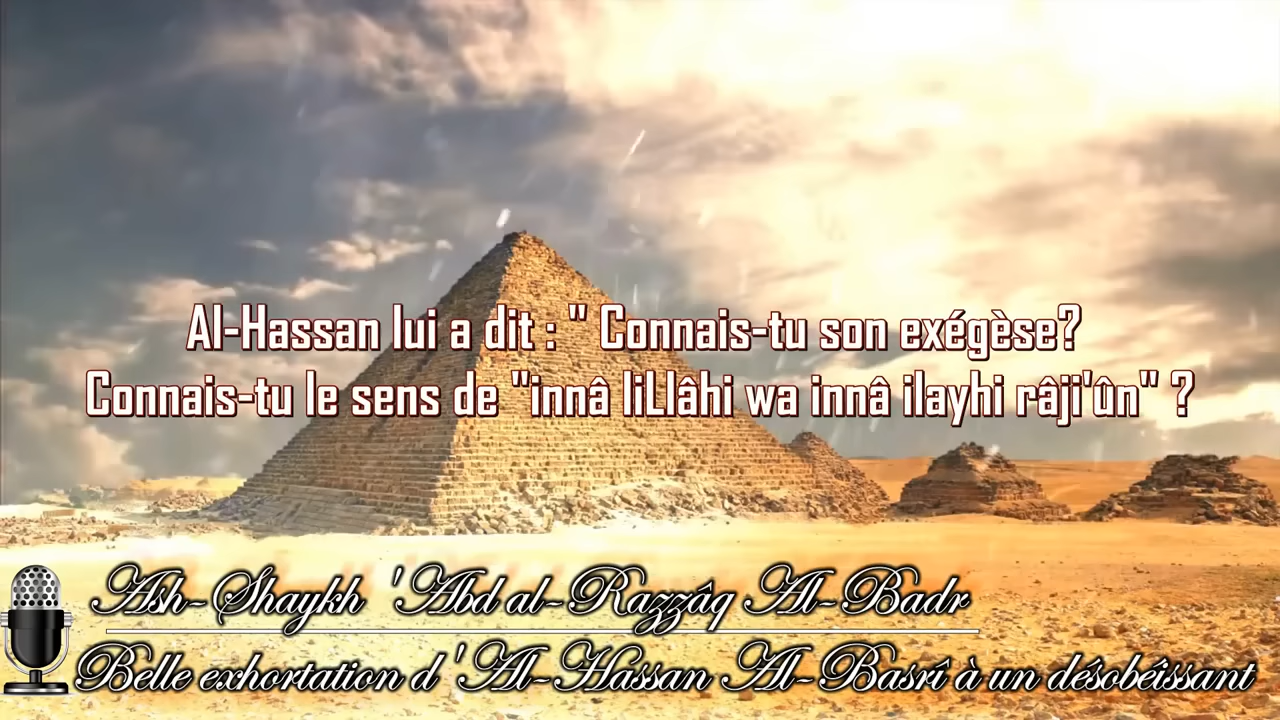 Al-Hassan lui a dit : " Connais-tu son exégèse?
Connais-tu le sens de "innâ liLlâhi wa innâ ilayhi râji'ûn" ?
Ash-Shaykh 'Abd al-Razzâq Al-Badr
Belle exhortation d'Al-Hassan Al-Basrî à un désobéissant